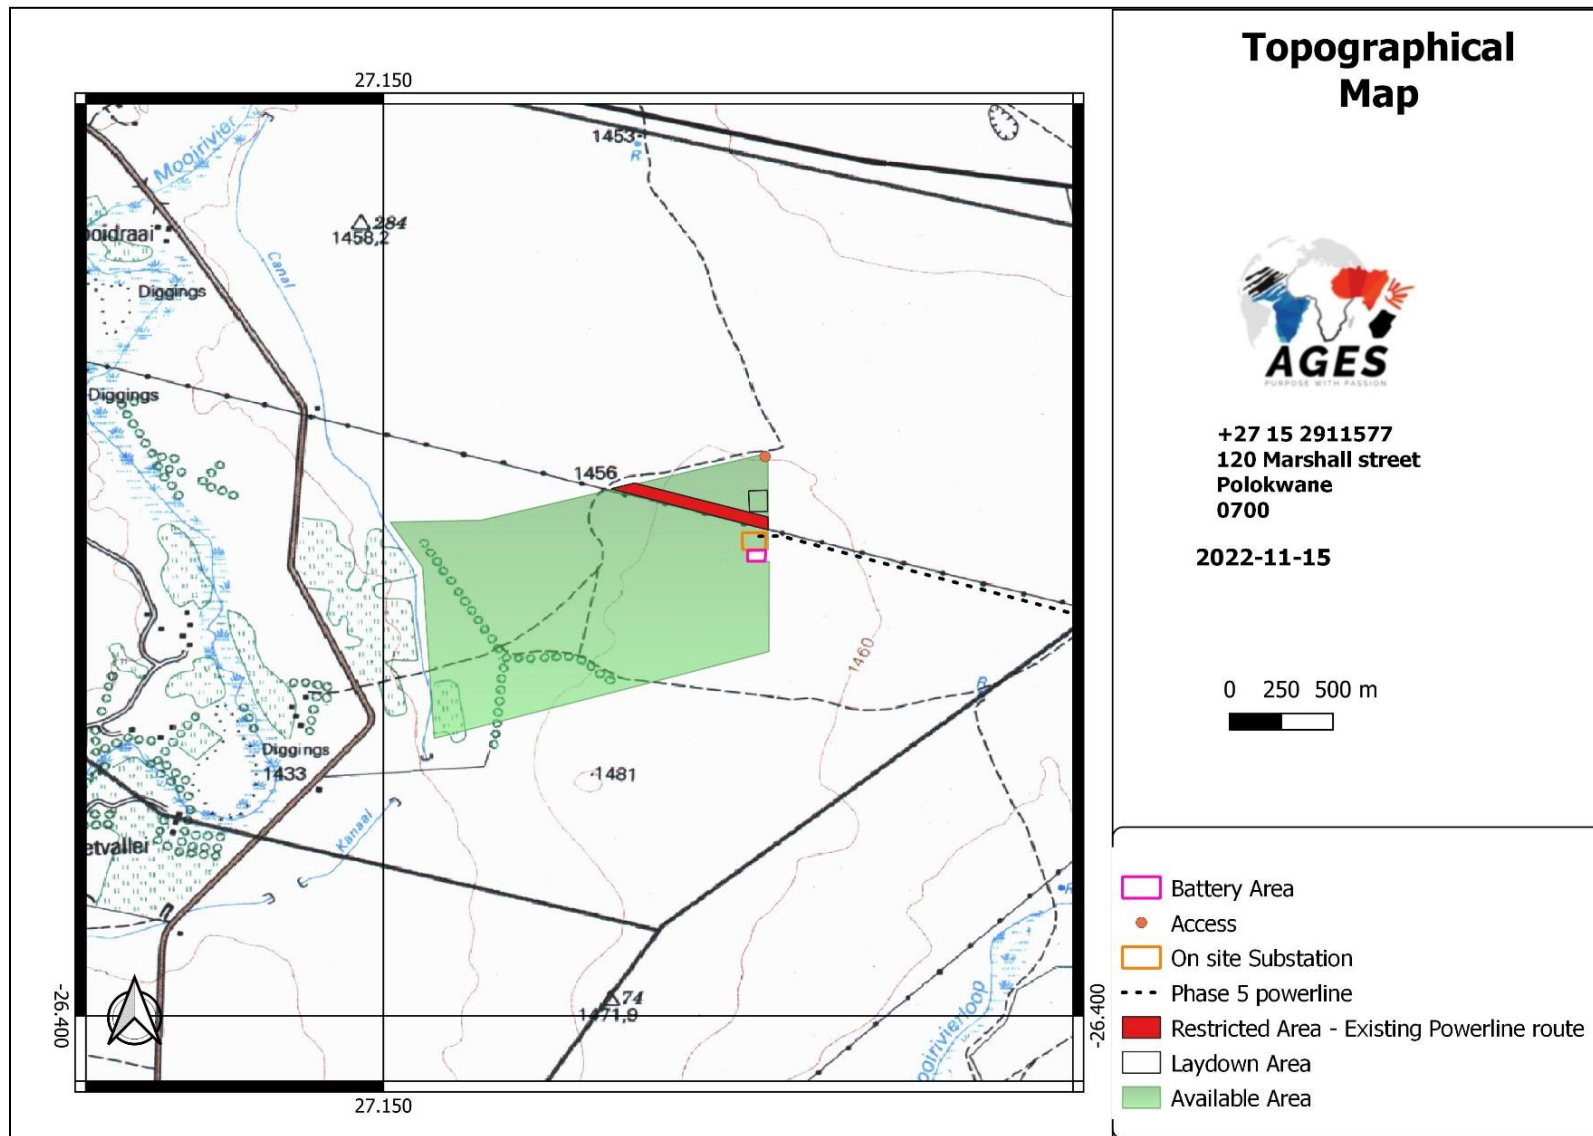 Topographical
Map
27.150
Mooirivier
1453
R
284
1458,2
ooidraai
Canal
Diggings
Diggings
1456
1460
R
Diggings
1433
1481
Kanaal
etvallei
R
74
1471,9
ooirivierloop
-26.400
-26.400
27.150
AGES
PURPOSE WITH PASSION
+27 15 2911577
120 Marshall street
Polokwane
0700
2022-11-15
0 250 500 m
Battery Area
Access
On site Substation
Phase 5 powerline
Restricted Area - Existing Powerline route
Laydown Area
Available Area